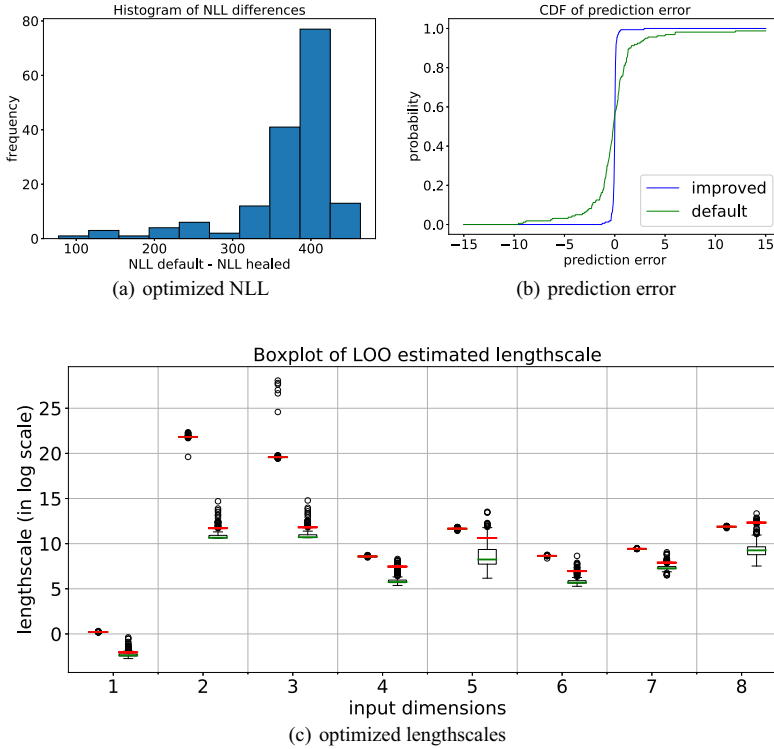 Histogram of NLL differences
80
60
40
20
0
frequency
100
200
300
400
NLL default - NLL healed
(a) optimized NLL
CDF of prediction error
1.0
0.8
0.6
0.4
0.2
0.0
probability
improved
default
−15
−10
−5
0
5
10
15
prediction error
(b) prediction error
Boxplot of LOO estimated lengthscale
25
20
15
10
5
0
lengthscale (in log scale)
1
2
3
4
5
6
7
8
input dimensions
(c) optimized lengthscales